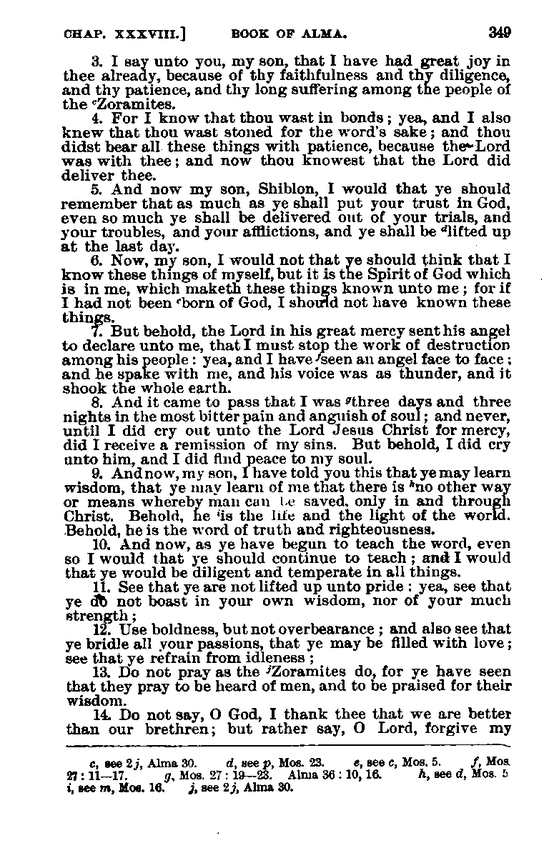 CHAP. XXXVIII.] BOOK OF ALMA. 349
3. I say unto you, my son, that I have had great joy in
thee already, because of thy faithfulness and thy diligence,
and thy patience, and thy long suffering among the people of
the cZoramites.
4. For I know that thou wast in bonds; yea, and I also
knew that thou wast stoned for the word's sake; and thou
didst bear all these things with patience, because the Lord
was with thee; and now thou knowest that the Lord did
deliver thee.
5. And now my son, Shiblon, I would that ye should
remember that as much as ye shall put your trust in God,
even so much ye shall be delivered out of your trials, and
your troubles, and your afflictions, and ye shall be dlifted up
at the last day.
6. Now, my son, I would not that ye should think that I
know these things of myself, but it is the Spirit of God which
is in me, which maketh these things known unto me; for if
I had not been eborn of God, I should not have known these
things.
7. But behold, the Lord in his great mercy sent his angel
to declare unto me, that I must stop the work of destruction
among his people: yea, and I have fseen an angel face to face;
and he spake with me, and his voice was as thunder, and it
shook the whole earth.
8. And it came to pass that I was gthree days and three
nights in the most bitter pain and anguish of soul; and never,
until I did cry out unto the Lord Jesus Christ for mercy,
did I receive a remission of my sins. But behold, I did cry
unto him, and I did find peace to my soul.
9. And now, my son, I have told you this that ye may learn
wisdom, that ye may learn of me that there is hno other way
or means whereby man can be saved, only in and through
Christ. Behold, he iis the life and the light of the world.
Behold, he is the word of truth and righteousness.
10. And now, as ye have begun to teach the word, even
so I would that ye should continue to teach; and I would
that ye would be diligent and temperate in all things.
11. See that ye are not lifted up unto pride: yea, see that
ye do not boast in your own wisdom, nor of your much
strength;
12. Use boldness, but not overbearance; and also see that
ye bridle all your passions, that ye may be filled with love;
see that ye refrain from idleness;
13. Do not pray as the jZoramites do, for ye have seen
that they pray to be heard of men, and to be praised for their
wisdom.
14. Do not say, O God, I thank thee that we are better
than our brethren; but rather say, O Lord, forgive my
c, see 2j, Alma 30. d, see p, Mos. 23. e, see c, Mos. 5. f, Mos.
27: 11—17. g, Mos. 27: 19—23. Alma 36: 10, 16. h, see d, Mos. 5
i, see m, Mos. 16. j, see 2j, Alma 30.